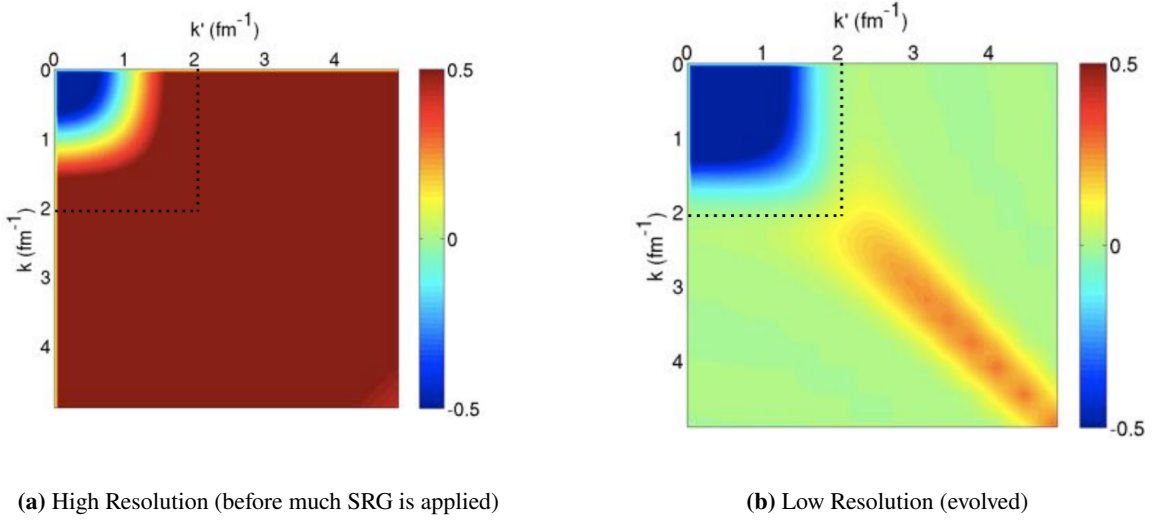 k' (fm⁻¹)
0 1 2 3 4
0
1
2
3
4
k (fm⁻¹)
0.5
0
-0.5
(a) High Resolution (before much SRG is applied)
k' (fm⁻¹)
0 1 2 3 4
0
1
2
3
4
k (fm⁻¹)
0.5
0
-0.5
(b) Low Resolution (evolved)